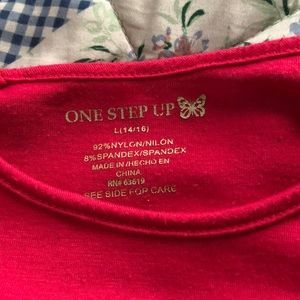 ONE STEP UP
L(14/16)
92%NYLON/NILÓN
8%SPANDEX/SPANDEX
MADE IN/HECHO EN
CHINA
RN# 63619
SEE SIDE FOR CARE